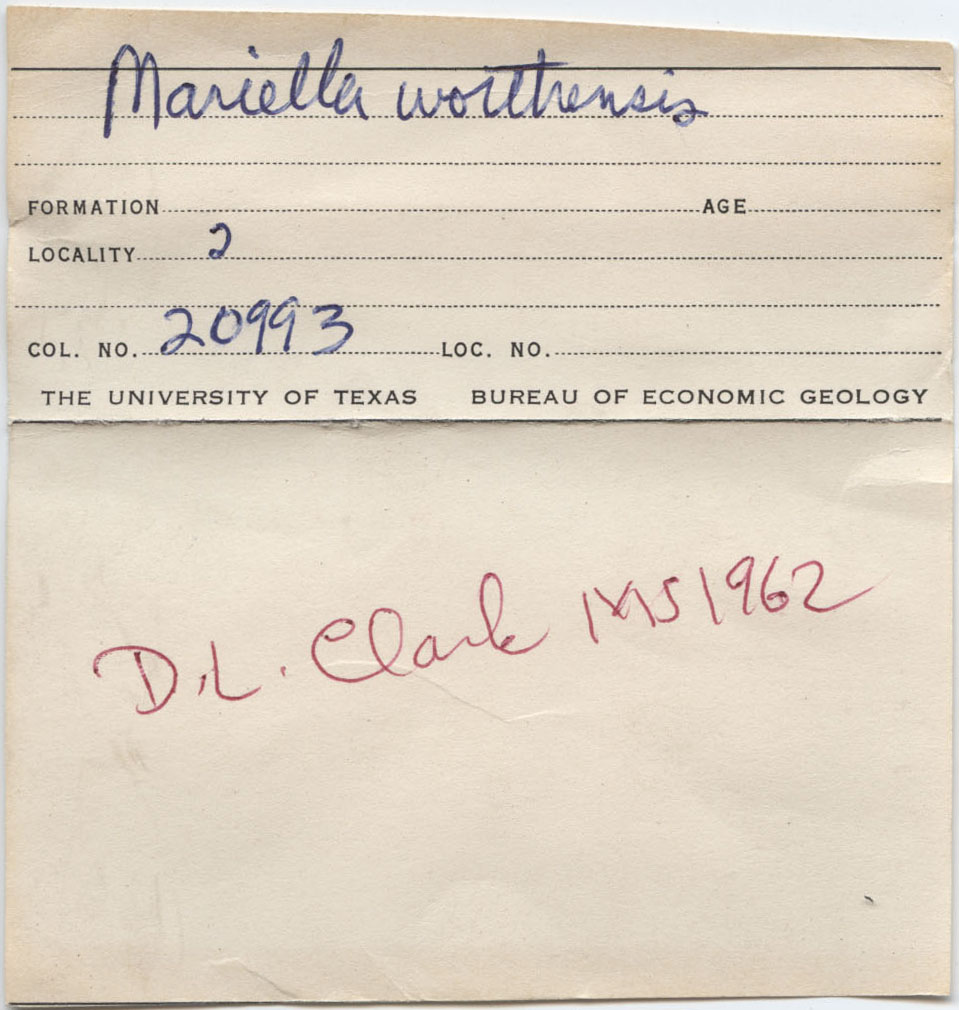 Mariella worthensis
FORMATION AGE
LOCALITY 2
COL. NO. 20993 LOC. NO.
THE UNIVERSITY OF TEXAS BUREAU OF ECONOMIC GEOLOGY
D.L. Clark MS 1962